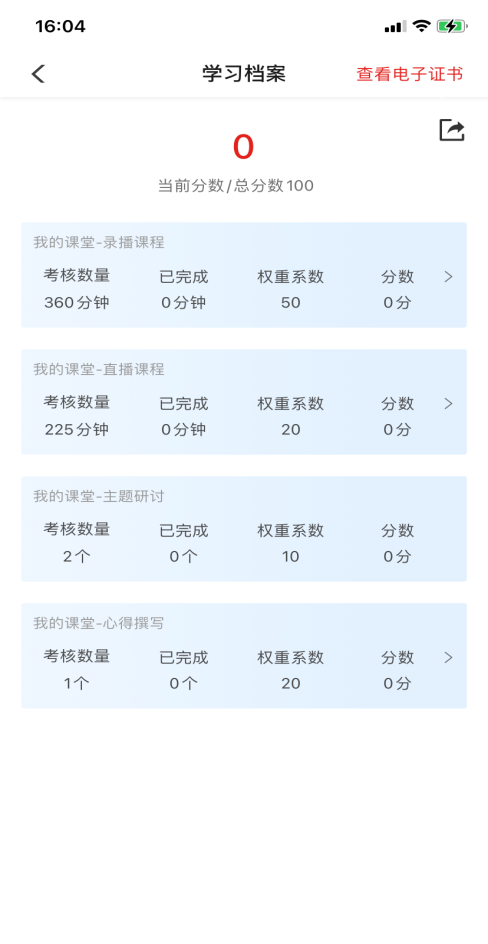 16:04
学习档案 查看电子证书
0
当前分数/总分数100
我的课堂-录播课程
考核数量 已完成 权重系数 分数
360分钟 0分钟 50 0分
我的课堂-直播课程
考核数量 已完成 权重系数 分数
225分钟 0分钟 20 0分
我的课堂-主题研讨
考核数量 已完成 权重系数 分数
2个 0个 10 0分
我的课堂-心得撰写
考核数量 已完成 权重系数 分数
1个 0个 20 0分